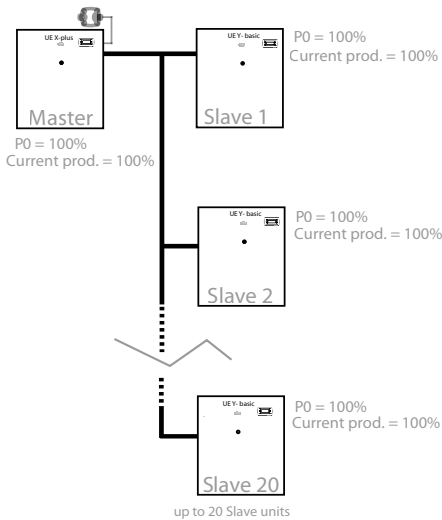 UE X-plus
Master
P0 = 100%
Current prod. = 100%
UE Y- basic
Slave 1
P0 = 100%
Current prod. = 100%
UE Y- basic
Slave 2
P0 = 100%
Current prod. = 100%
UE Y- basic
Slave 20
P0 = 100%
Current prod. = 100%
up to 20 Slave units